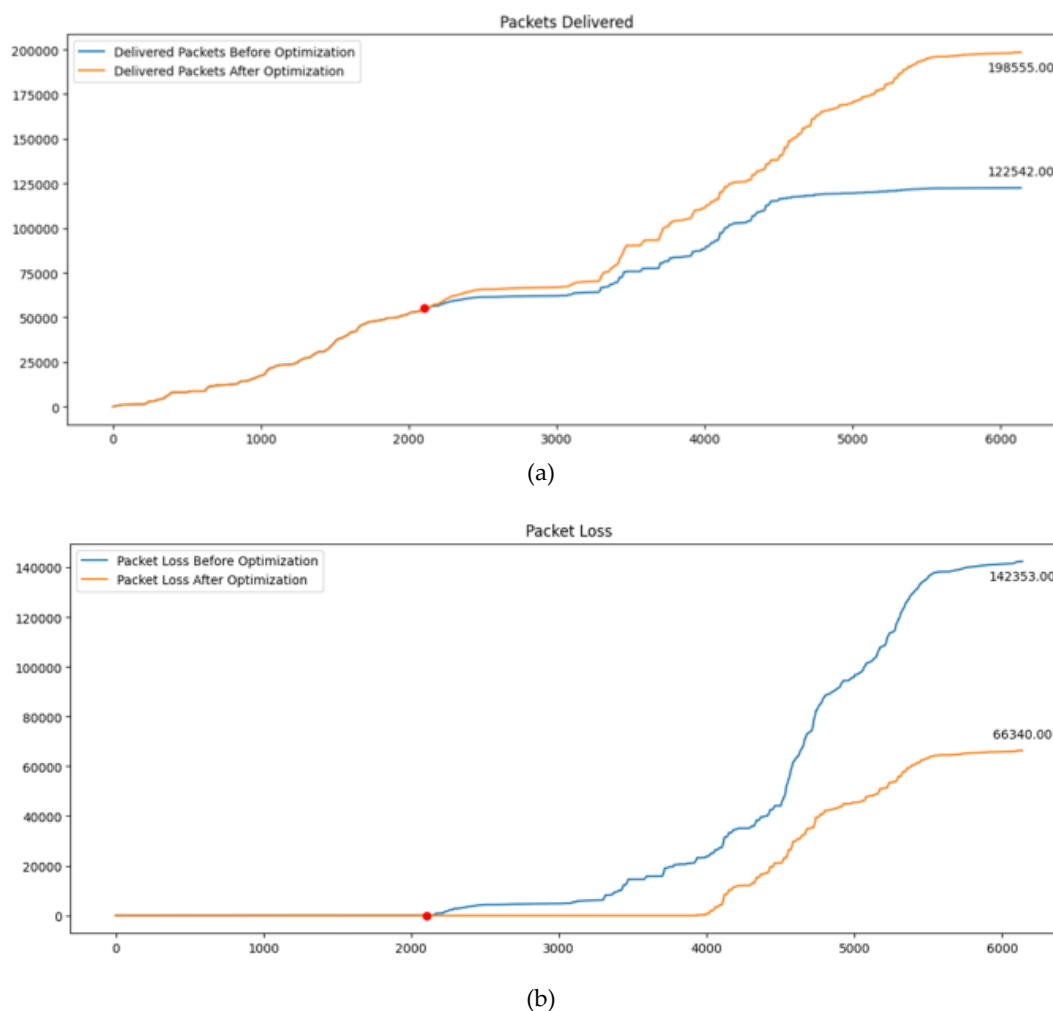 Packets Delivered
Delivered Packets Before Optimization
Delivered Packets After Optimization
200000
175000
150000
125000
100000
75000
50000
25000
0
198555.00
122542.00
0 1000 2000 3000 4000 5000 6000
(a)
Packet Loss
Packet Loss Before Optimization
Packet Loss After Optimization
140000
120000
100000
80000
60000
40000
20000
0
142353.00
66340.00
0 1000 2000 3000 4000 5000 6000
(b)